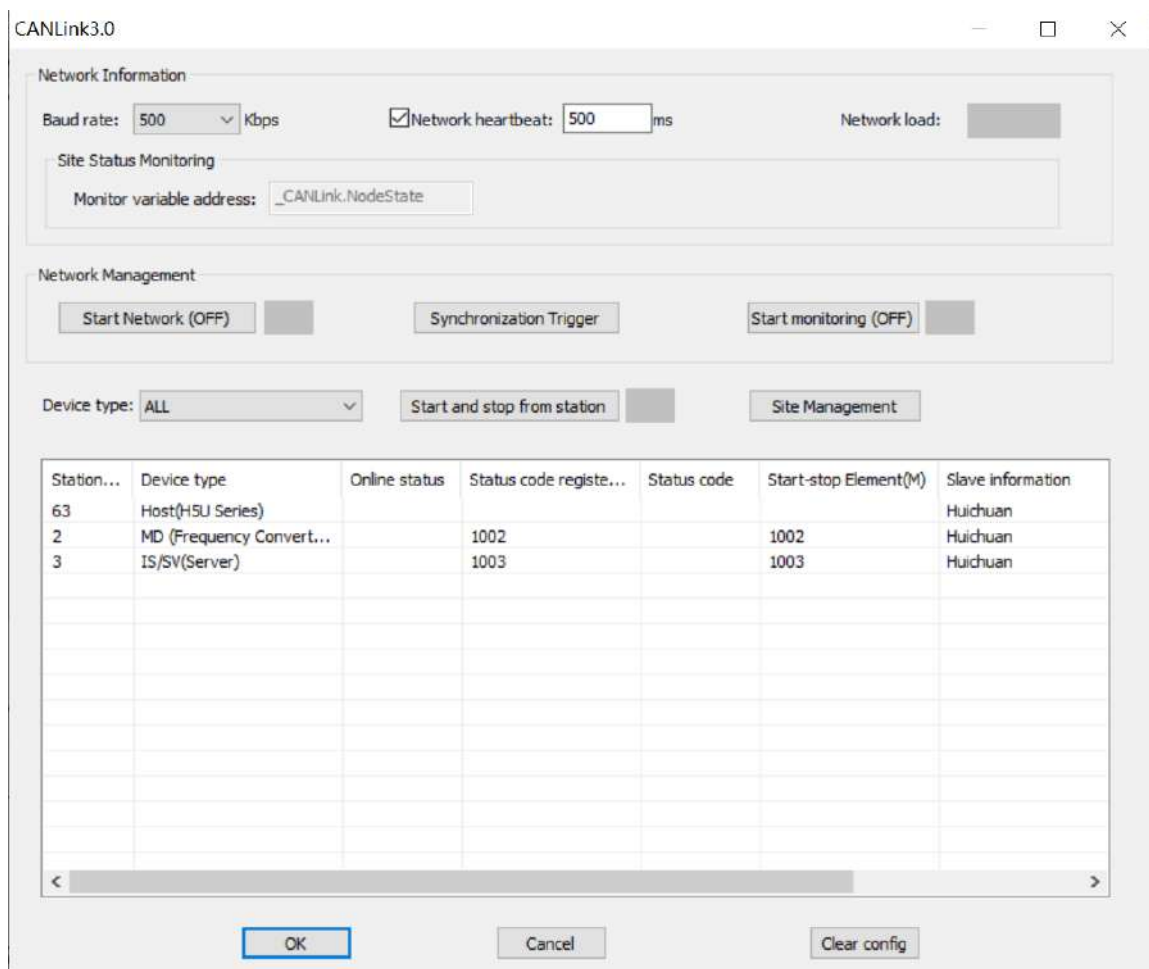 CANLink3.0
Network Information
Baud rate: 500 Kbps Network heartbeat: 500 ms Network load:
Site Status Monitoring
Monitor variable address: _CANLink.NodeState
Network Management
Start Network (OFF) Synchronization Trigger Start monitoring (OFF)
Device type: ALL Start and stop from station Site Management
Station... Device type Online status Status code registe... Status code Start-stop Element(M) Slave information
63 Host(H5U Series) Huichuan
2 MD (Frequency Convert... 1002 1002 Huichuan
3 IS/SV(Server) 1003 1003 Huichuan
OK Cancel Clear config